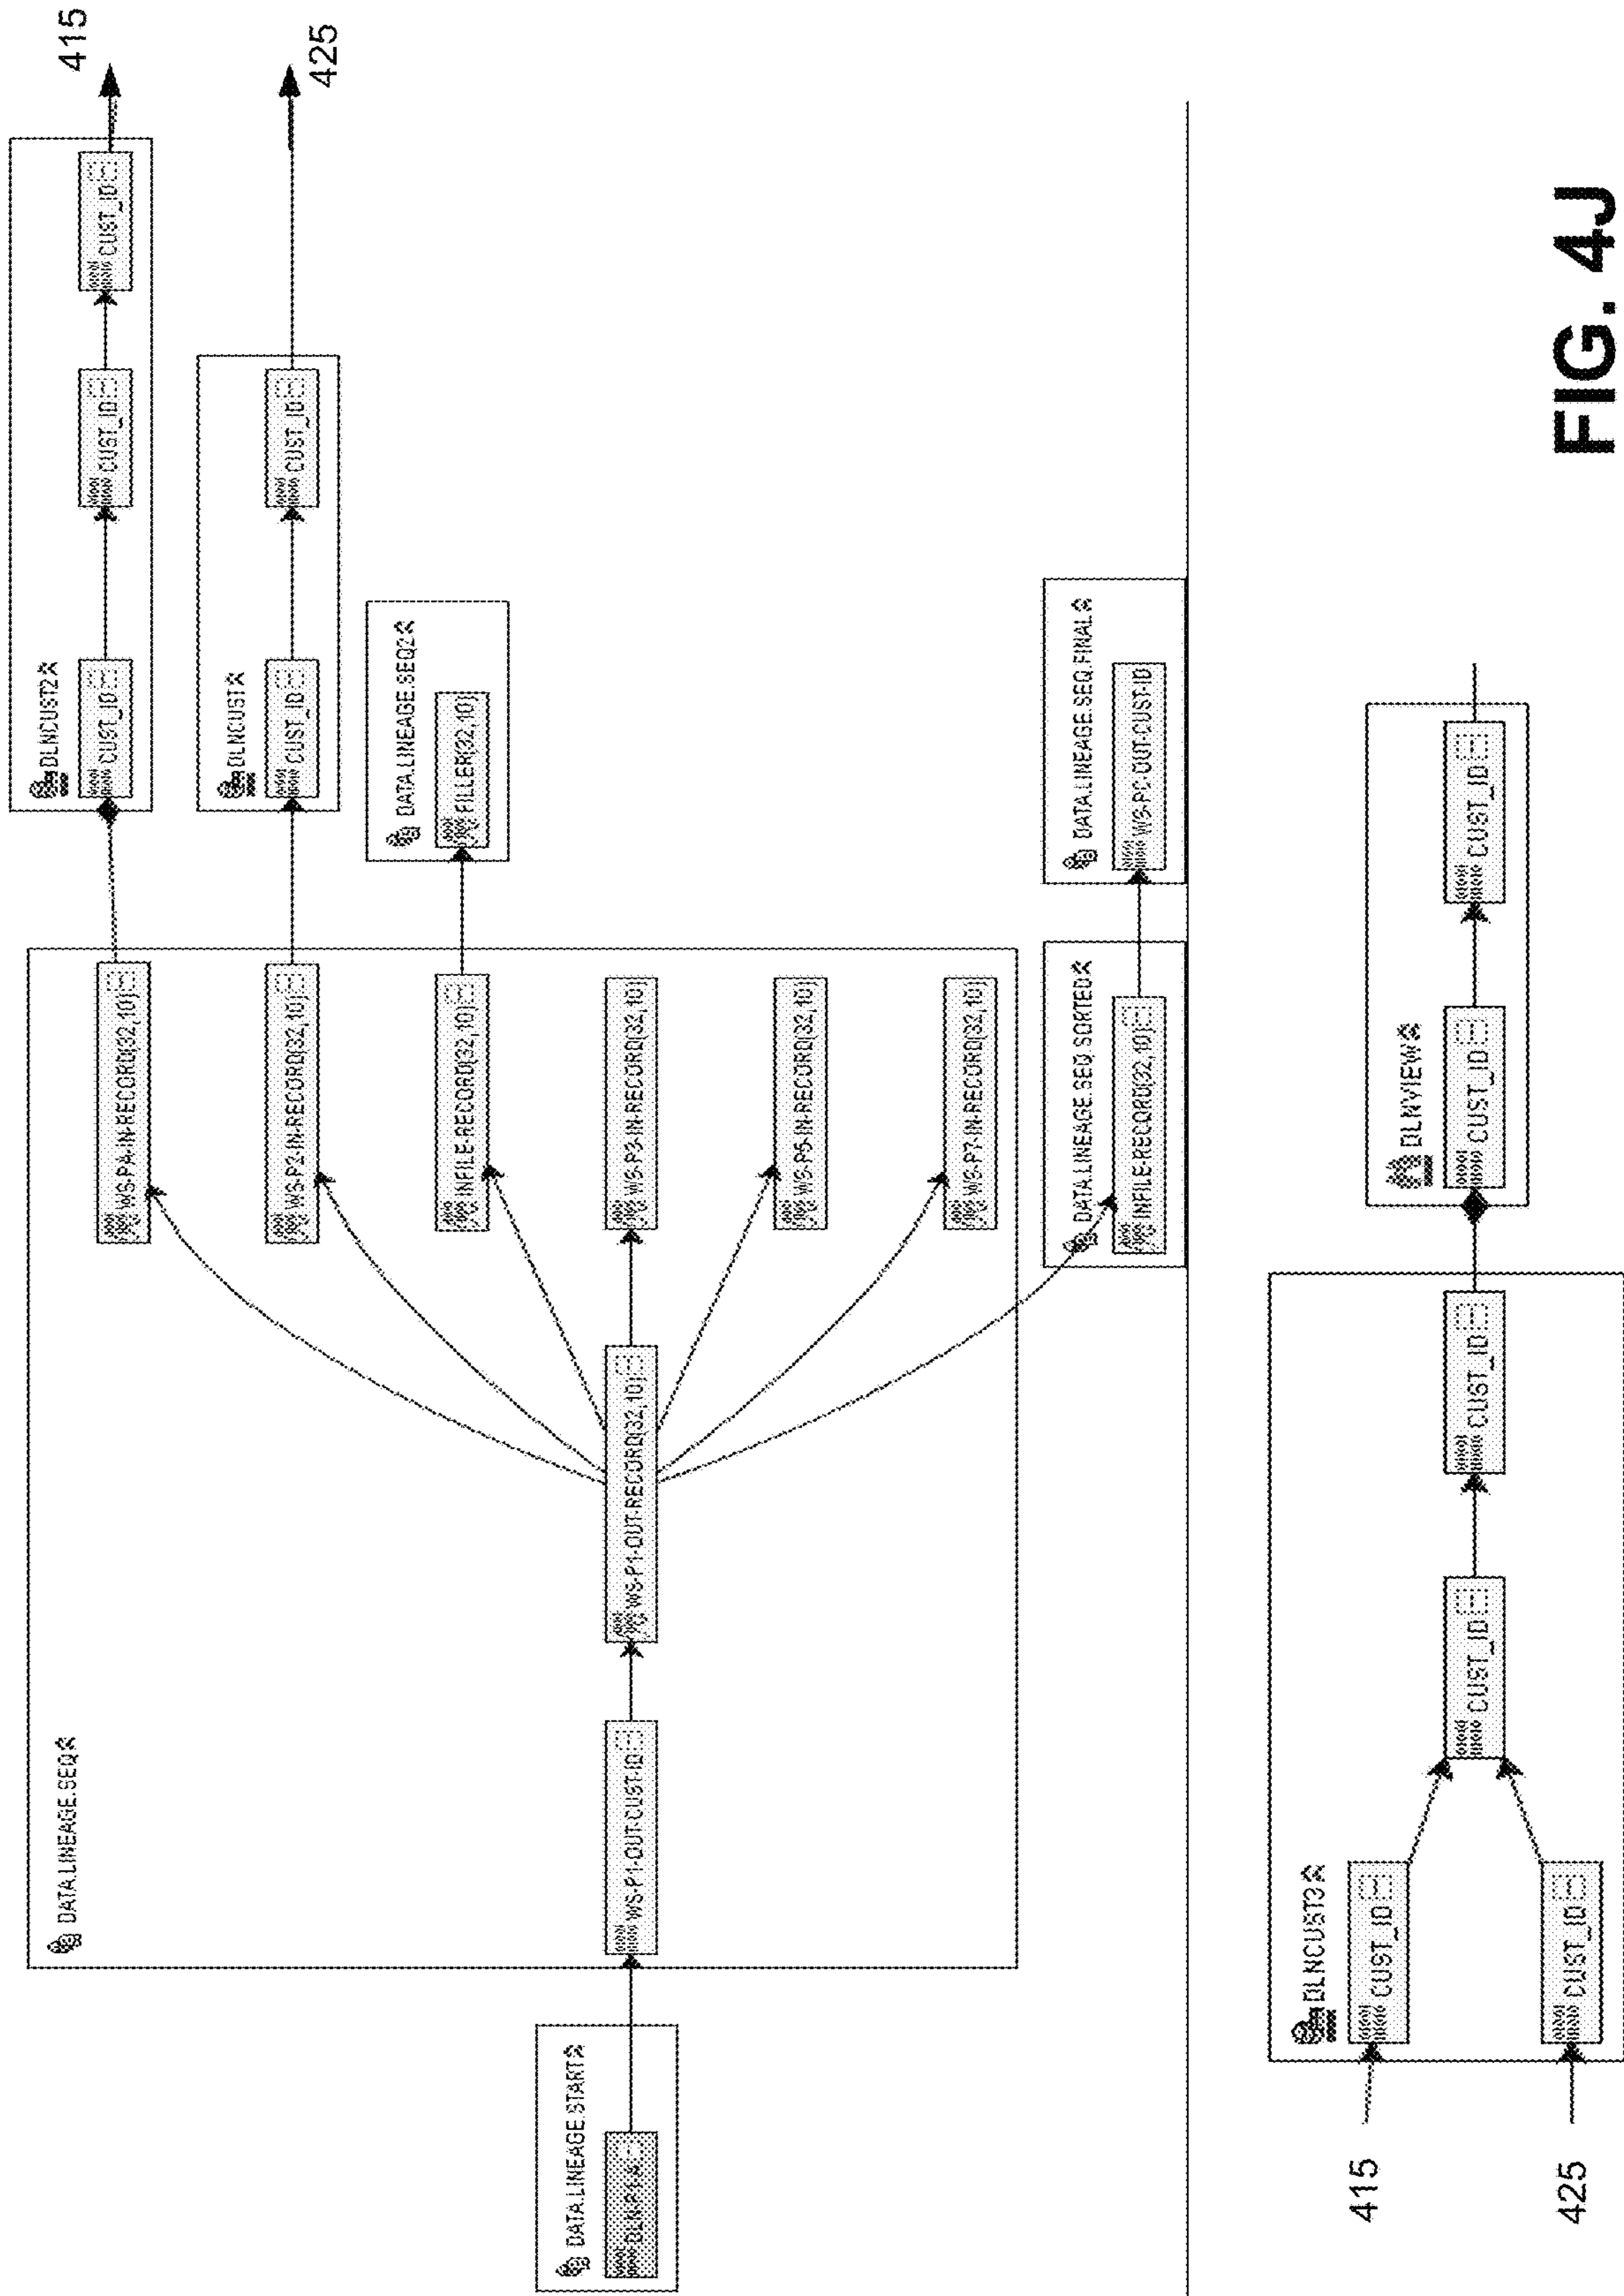 DATA.LINEAGE.START
DATA.LINEAGE.SEQ
WS-P1-OUT-CUST-ID
WS-P1-OUT-RECORD(32,10)
WS-PA-IN-RECORD(32,10)
WS-P2-IN-RECORD(32,10)
INFILE-RECORD(32,10)
WS-P3-IN-RECORD(32,10)
WS-P5-IN-RECORD(32,10)
WS-P7-IN-RECORD(32,10)
DLNCUST2
CUST_ID
CUST_ID
CUST_ID
415
DLNCUST
CUST_ID
CUST_ID
425
DATA.LINEAGE.SEQ2
FILLER(32,10)
DATA.LINEAGE.SEQ.SORTED
INFILE-RECORD(32,10)
DATA.LINEAGE.SEQ.FINAL
WS-PC-OUT-CUST-ID
415
425
DLNCUST3
CUST_ID
CUST_ID
CUST_ID
CUST_ID
DLNVIEW
CUST_ID
CUST_ID
FIG. 4J